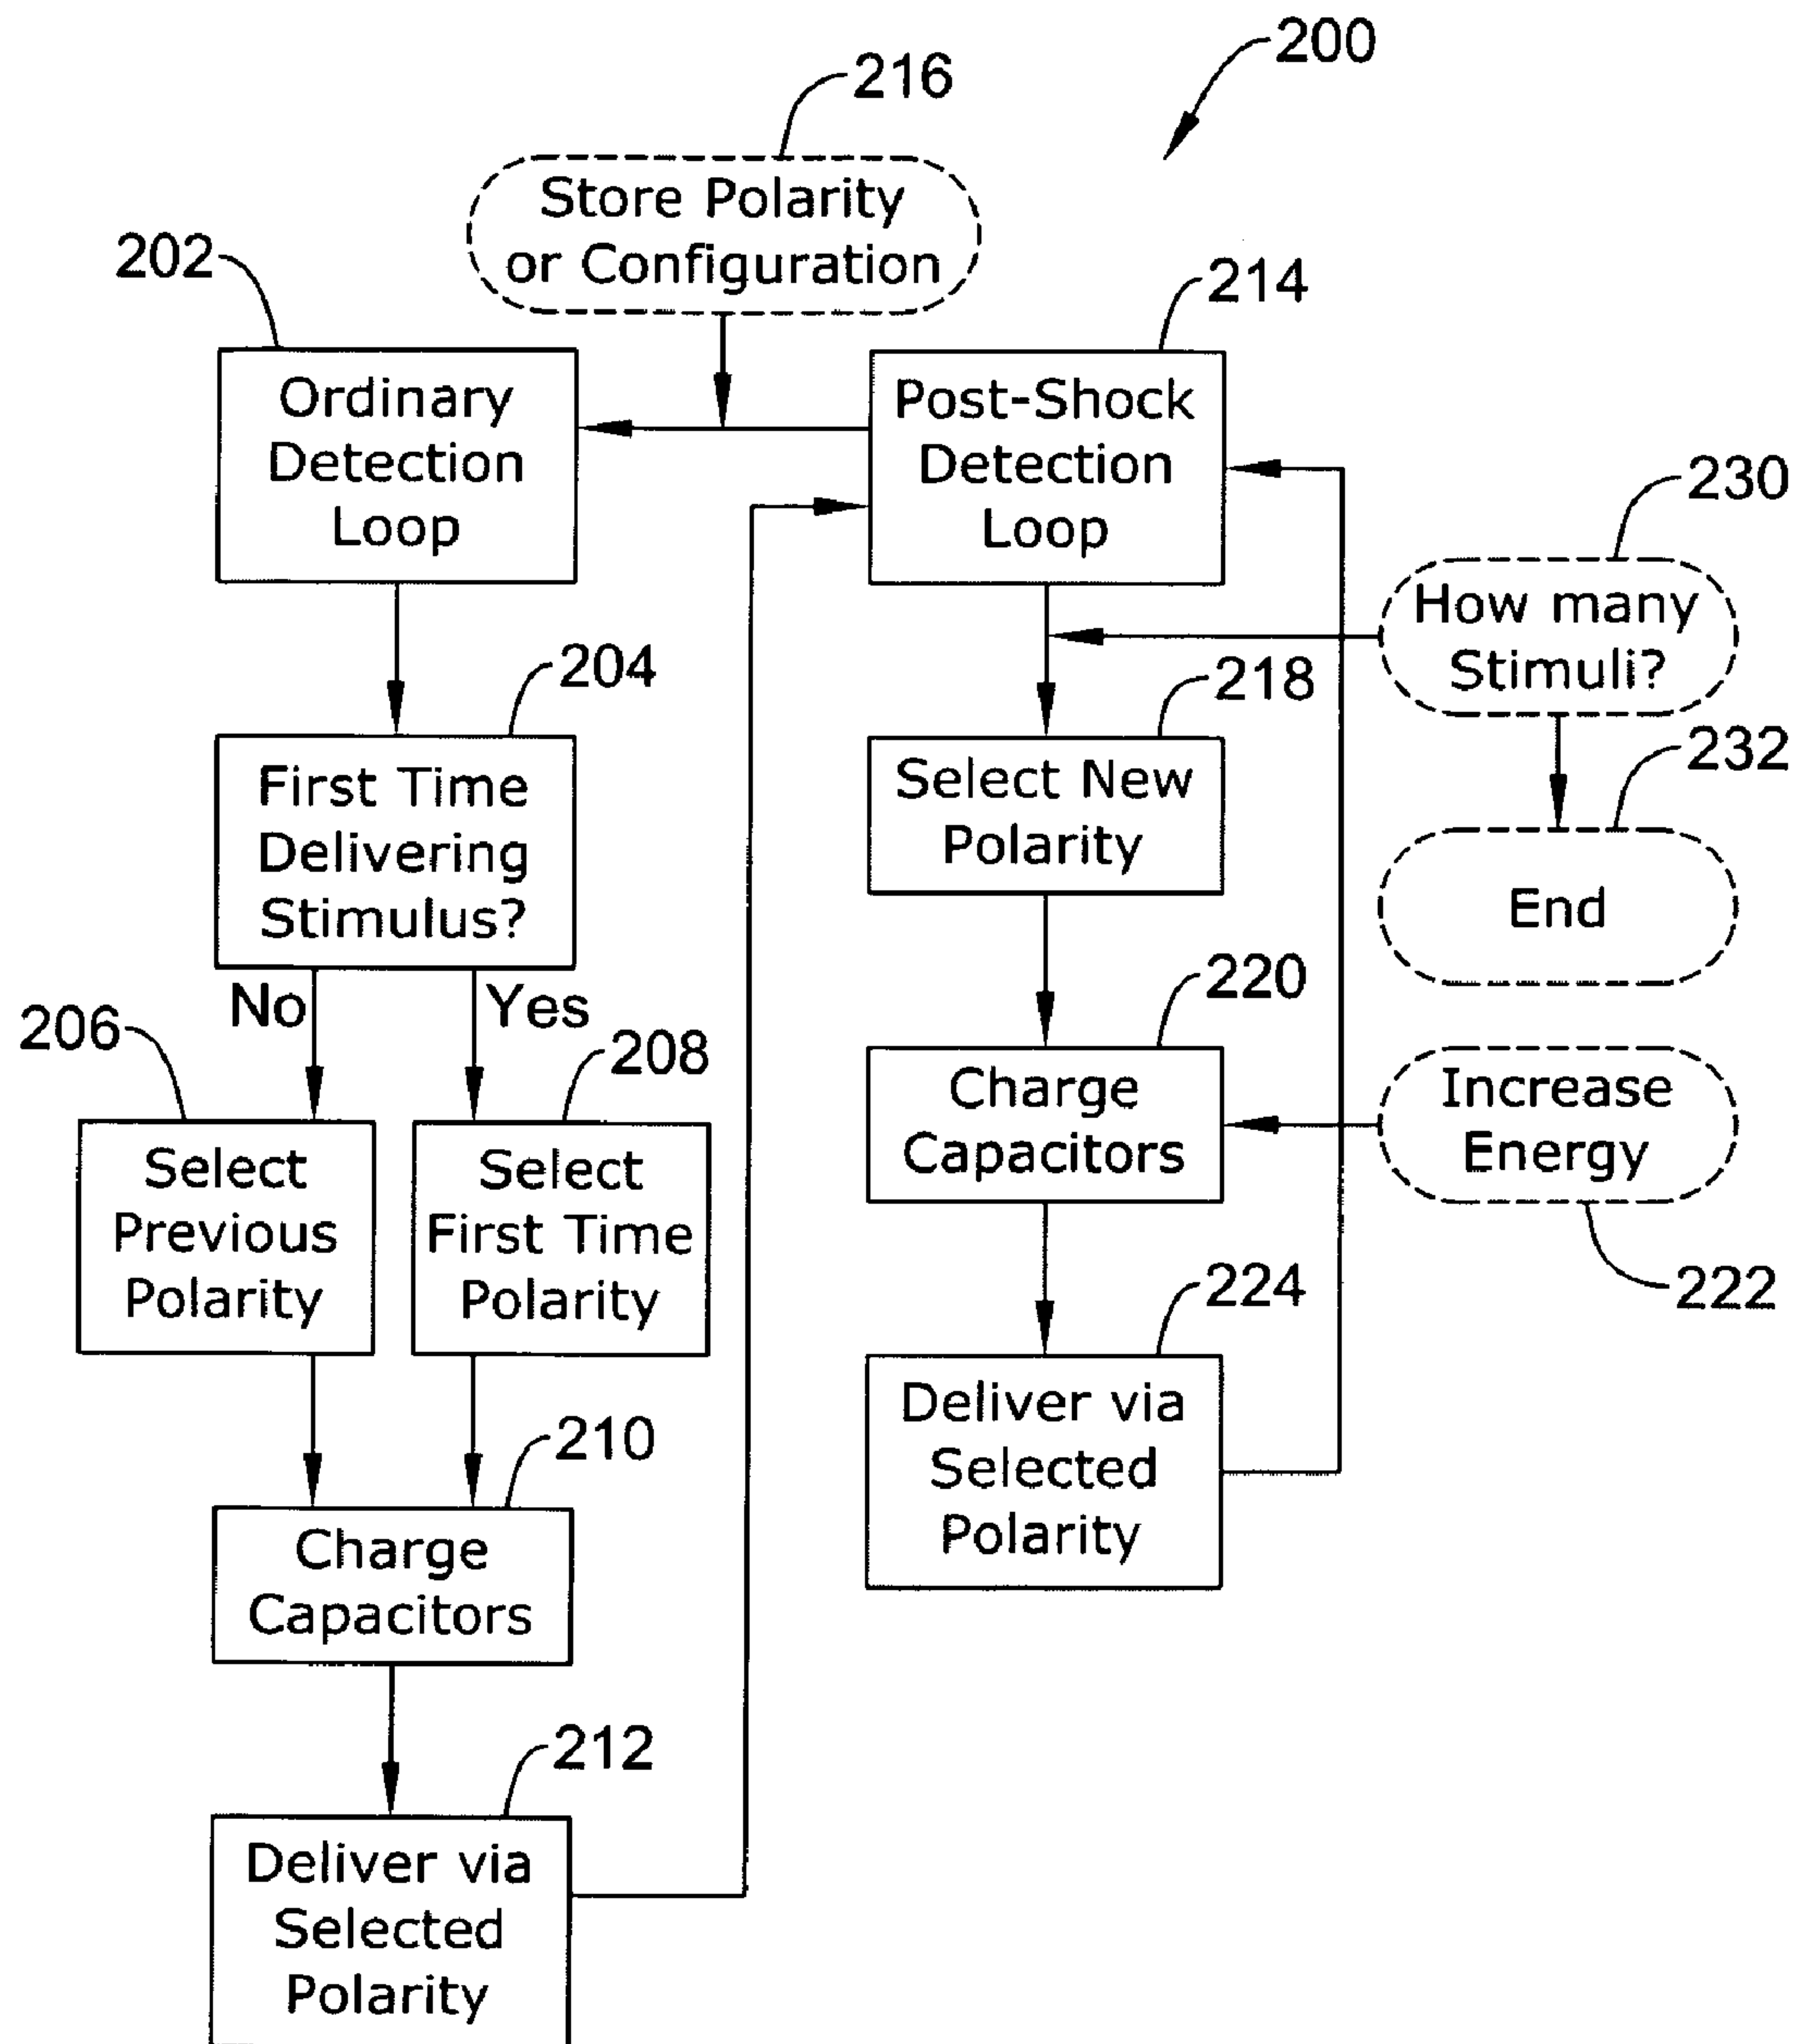 200
216
Store Polarity
or Configuration
202
Ordinary
Detection
Loop
214
Post-Shock
Detection
Loop
230
How many
Stimuli?
204
First Time
Delivering
Stimulus?
218
Select New
Polarity
232
End
No
Yes
206
Select
Previous
Polarity
208
Select
First Time
Polarity
220
Charge
Capacitors
Increase
Energy
222
210
Charge
Capacitors
224
Deliver via
Selected
Polarity
212
Deliver via
Selected
Polarity